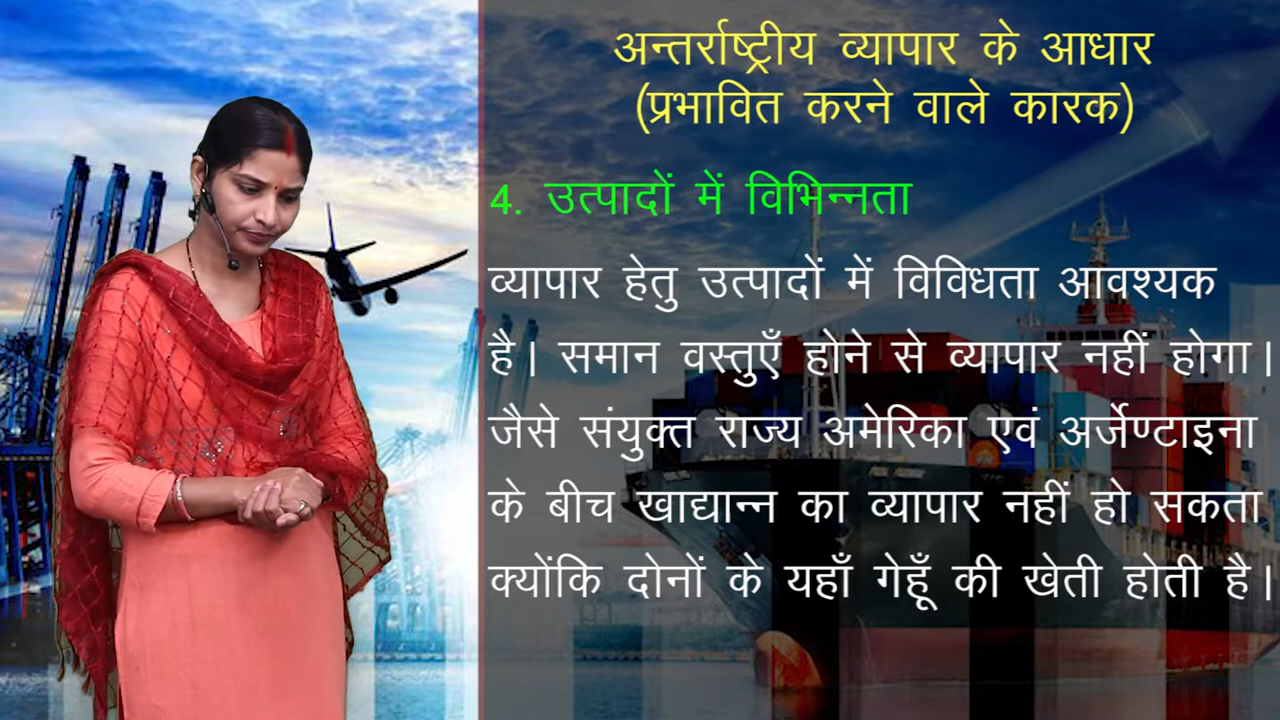 अन्तर्राष्ट्रीय व्यापार के आधार
(प्रभावित करने वाले कारक)
4. उत्पादों में विभिन्नता
व्यापार हेतु उत्पादों में विविधता आवश्यक
है। समान वस्तुएँ होने से व्यापार नहीं होगा।
जैसे संयुक्त राज्य अमेरिका एवं अर्जेण्टाइना
के बीच खाद्यान्न का व्यापार नहीं हो सकता
क्योंकि दोनों के यहाँ गेहूँ की खेती होती है।